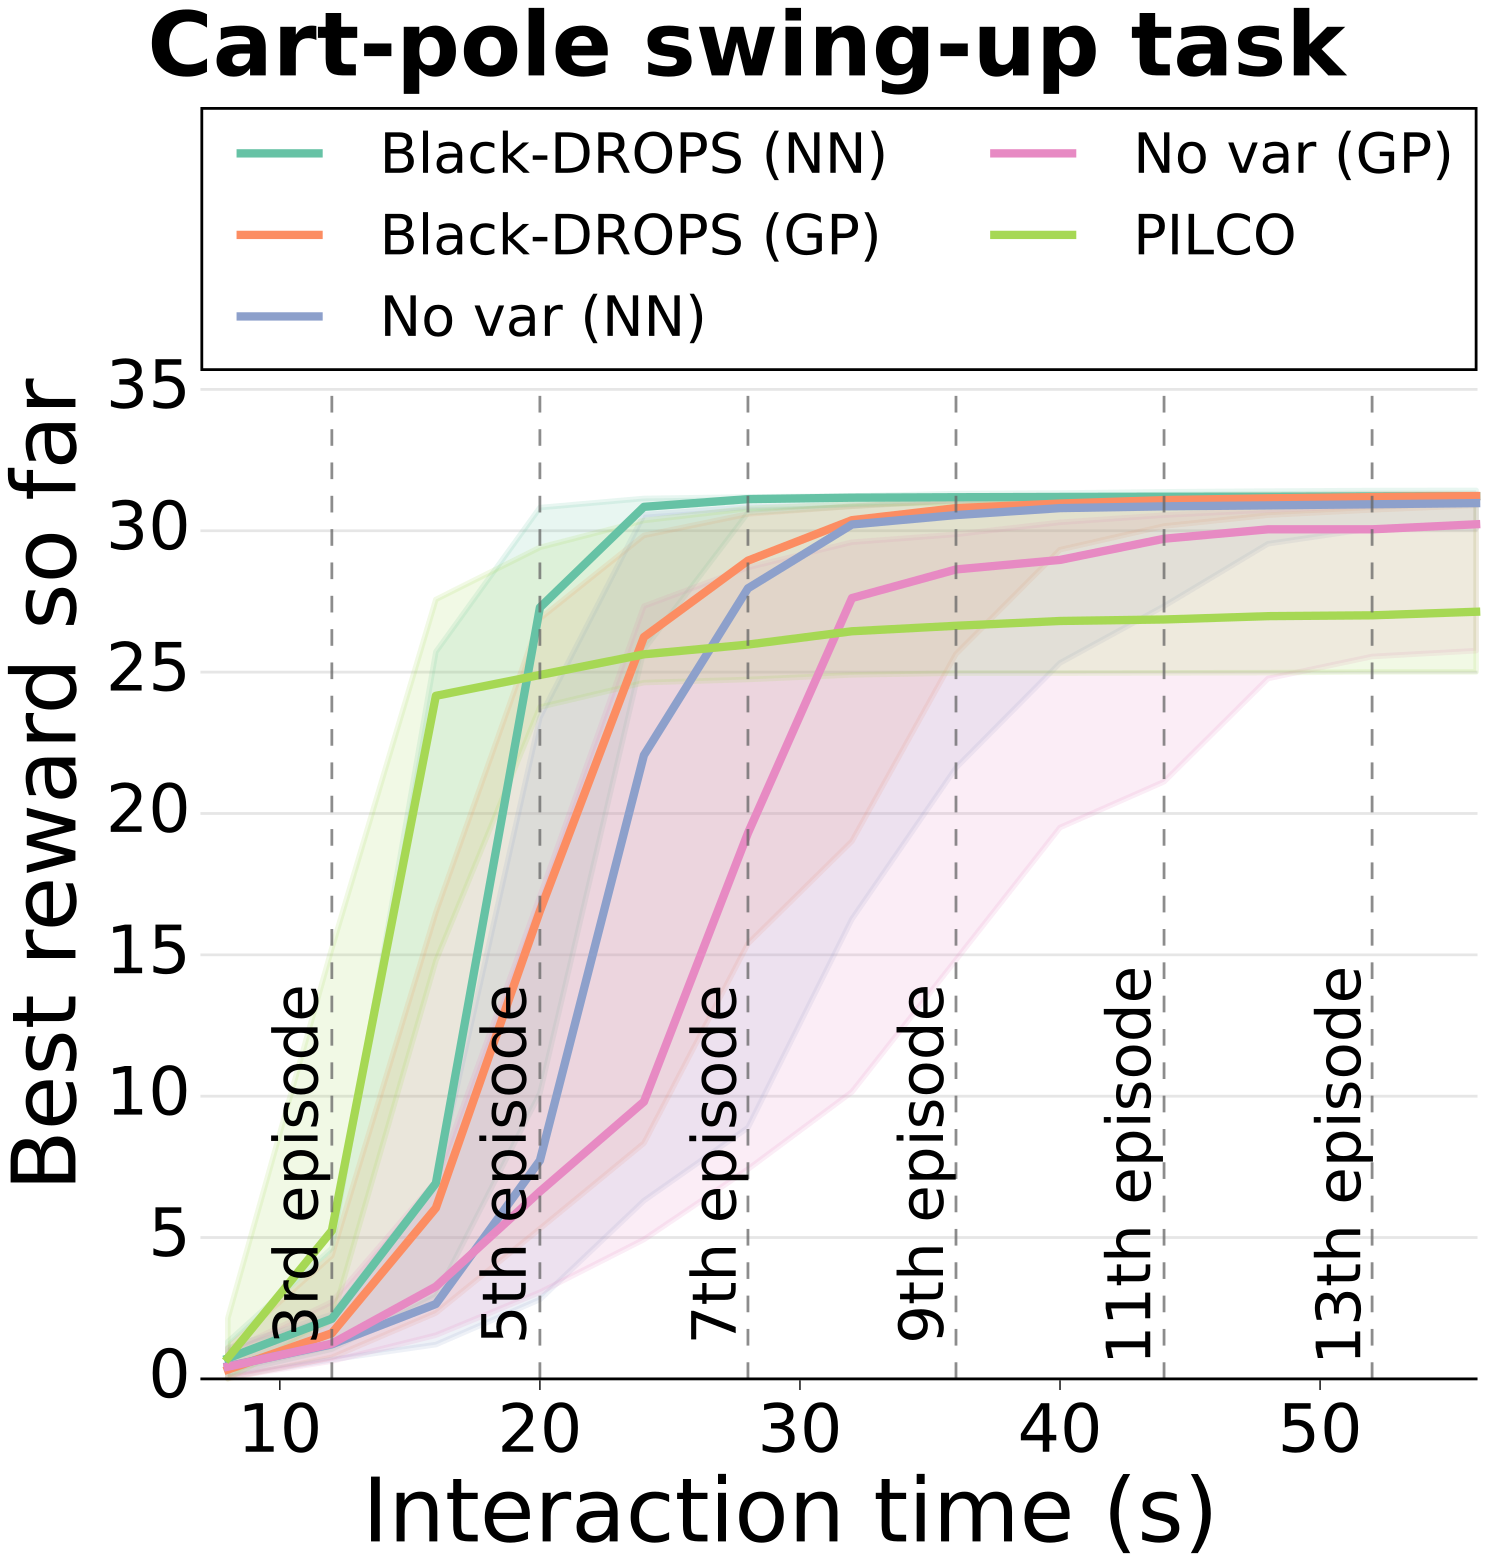 Cart-pole swing-up task
Black-DROPS (NN)
Black-DROPS (GP)
No var (NN)
No var (GP)
PILCO
Best reward so far
35
30
25
20
15
10
5
0
3rd episode
5th episode
7th episode
9th episode
11th episode
13th episode
10 20 30 40 50
Interaction time (s)